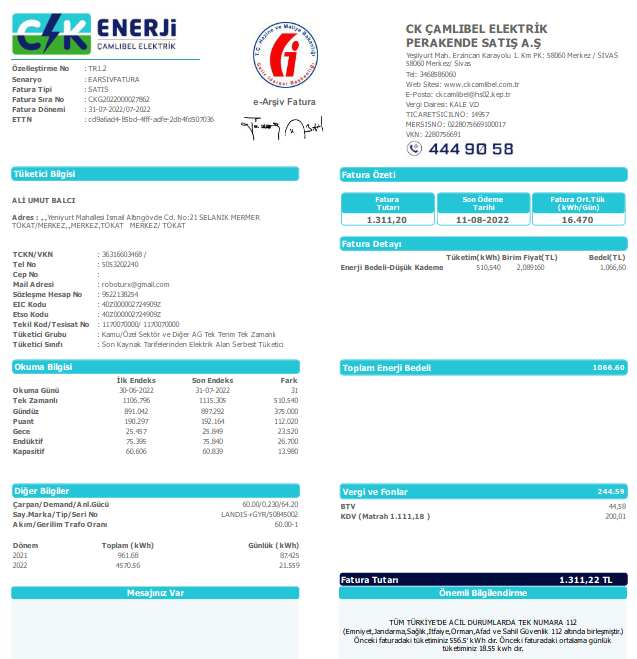 CK ENERJİ
ÇAMLIBEL ELEKTRİK
Özelleştirme No : TR1.2
Senaryo : EARSIVFATURA
Fatura Tipi : SATIS
Fatura Sıra No : CKG2022000027862
Fatura Dönemi : 31-07-2022/07-2022
ETTN : cd9a6ad4-85bd-4fff-adfe-2db4fd507036
T.C. Hazine ve Maliye Bakanlığı
Gelir İdaresi Başkanlığı
e-Arşiv Fatura
CK ÇAMLIBEL ELEKTRİK
PERAKENDE SATIŞ A.Ş
Yeşilyurt Mah. Erzincan Karayolu 1, Km PK: 58060 Merkez / SİVAS
58060 Merkez/ Sivas
Tel: 3468586060
Web Sitesi: www.ckcamlibel.com.tr
E-Posta: ckcamlibel@hs02.kep.tr
Vergi Dairesi: KALE V.D
TICARETSICILNO: 14957
MERSISNO: 0228075669100017
VKN: 2280756691
444 90 58
Tüketici Bilgisi
ALİ UMUT BALCI
Adres : ,,Yeniyurt Mahallesi İsmail Altıngövde Cd. No:21 SELANİK MERMER
TOKAT/MERKEZ,,MERKEZ,TOKAT MERKEZ/ TOKAT
TCKN/VKN : 36316603468 /
Tel No : 5053202240
Cep No :
Mail Adresi : roboturx@gmail.com
Sözleşme Hesap No : 9522138254
EIC Kodu : 40Z000002724909Z
Etso Kodu : 40Z000002724909Z
Tekil Kod/Tesisat No : 1170070000/ 1170070000
Tüketici Grubu : Kamu/Özel Sektör ve Diğer AG Tek Terim Tek Zamanlı
Tüketici Sınıfı : Son Kaynak Tarifelerinden Elektrik Alan Serbest Tüketici
Fatura Özeti
Fatura Tutarı Son Ödeme Tarihi Fatura Ort.Tük (kWh/Gün)
1.311,20 11-08-2022 16.470
Fatura Detayı
Tüketim(kWh) Birim Fiyat(TL) Bedel(TL)
Enerji Bedeli-Düşük Kademe 510,540 2,089160 1.066,60
Okuma Bilgisi
İlk Endeks Son Endeks Fark
Okuma Günü 30-06-2022 31-07-2022 31
Tek Zamanlı 1106.796 1115.305 510.540
Gündüz 891.042 897.292 375.000
Puant 190.297 192.164 112.020
Gece 25.457 25.849 23.520
Endüktif 75.395 75.840 26.700
Kapasitif 60.606 60.839 13.980
Toplam Enerji Bedeli 1066.60
Diğer Bilgiler
Çarpan/Demand/Anl.Gücü 60.00/0.230/64.20
Say.Marka/Tip/Seri No LANDIS+GYR/50845002
Akım/Gerilim Trafo Oranı 60.00-1
Dönem Toplam (kWh) Günlük (kWh)
2021 961.68 87.425
2022 4570.56 21.559
Vergi ve Fonlar 244.59
BTV 44,58
KDV (Matrah 1.111,18 ) 200,01
Fatura Tutarı 1.311,22 TL
Mesajınız Var
Önemli Bilgilendirme
TÜM TÜRKİYE'DE ACİL DURUMLARDA TEK NUMARA 112
(Emniyet,Jandarma,Sağlık,İtfaiye,Orman,Afad ve Sahil Güvenlik 112 altında birleşmiştir.)
Önceki faturadaki tüketiminiz 556.5' kWh dır. Önceki faturadaki ortalama günlük
tüketiminiz 18.55 kwh dır.